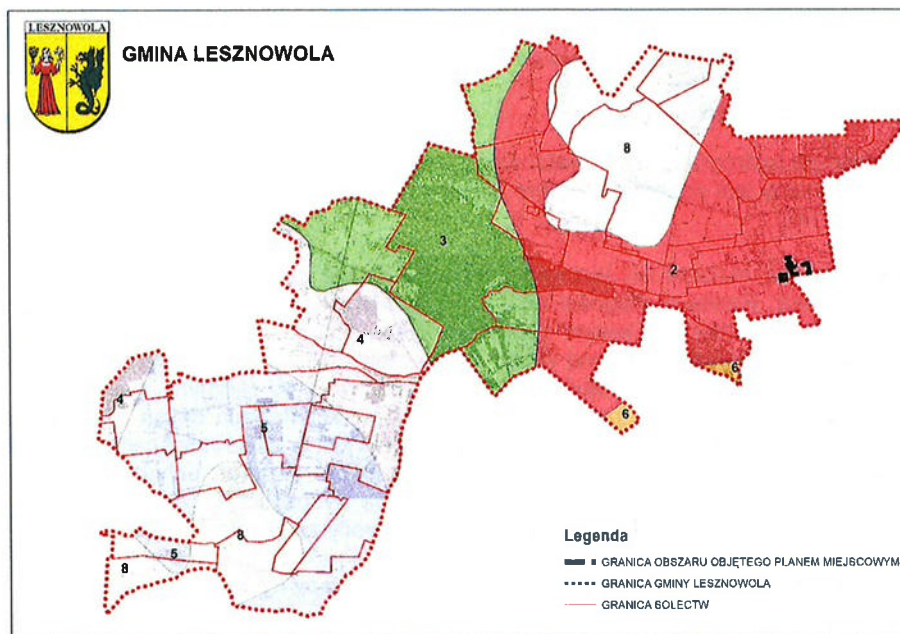 LESZNOWOLA
GMINA LESZNOWOLA
8
3
2
4
6
6
4
5
8
5
8
Legenda
GRANICA OBSZARU OBJĘTEGO PLANEM MIEJSCOWYM
GRANICA GMINY LESZNOWOLA
GRANICA SOŁECTW